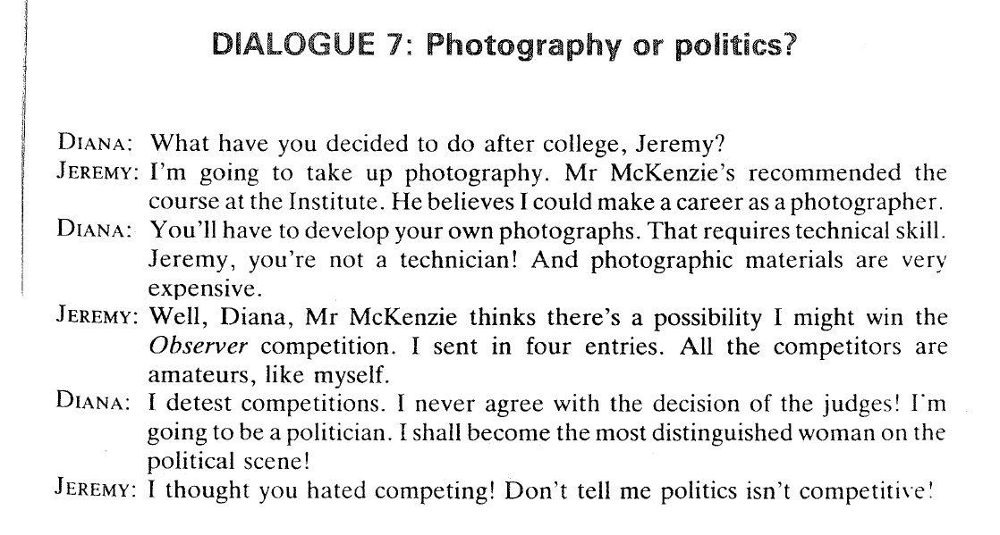 DIALOGUE 7: Photography or politics?
DIANA: What have you decided to do after college, Jeremy?
JEREMY: I'm going to take up photography. Mr McKenzie's recommended the
course at the Institute. He believes I could make a career as a photographer.
DIANA: You'll have to develop your own photographs. That requires technical skill.
Jeremy, you're not a technician! And photographic materials are very
expensive.
JEREMY: Well, Diana, Mr McKenzie thinks there's a possibility I might win the
Observer competition. I sent in four entries. All the competitors are
amateurs, like myself.
DIANA: I detest competitions. I never agree with the decision of the judges! I'm
going to be a politician. I shall become the most distinguished woman on the
political scene!
JEREMY: I thought you hated competing! Don't tell me politics isn't competitive!